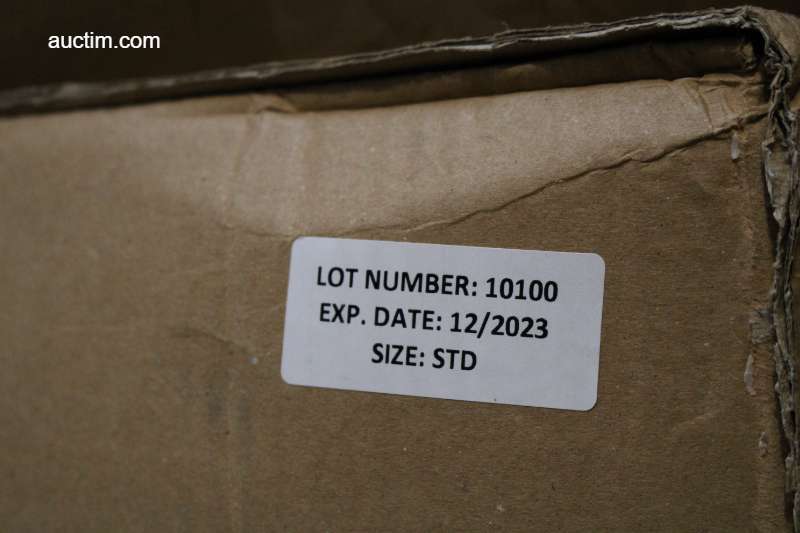 auctim.com
LOT NUMBER: 10100
EXP. DATE: 12/2023
SIZE: STD